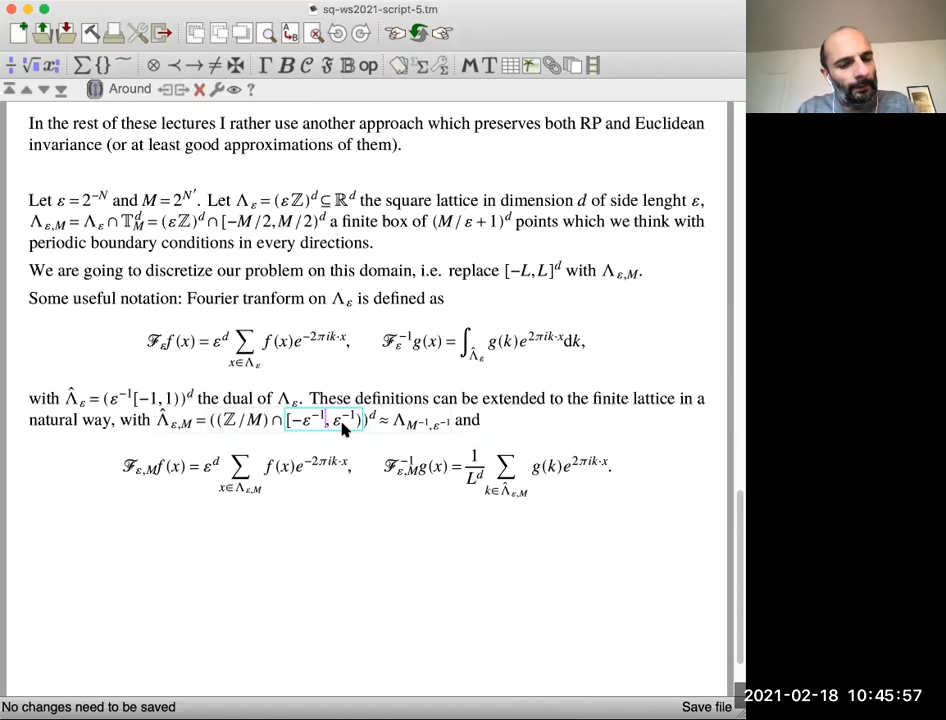 sq-ws2021-script-5.tm
Around
In the rest of these lectures I rather use another approach which preserves both RP and Euclidean
invariance (or at least good approximations of them).
Let ε = 2^{-N} and M = 2^{N'}. Let Λ_ε = (εℤ)^d ⊆ ℝ^d the square lattice in dimension d of side lenght ε,
Λ_{ε,M} = Λ_ε ∩ 𝕋_M^d = (εℤ)^d ∩ [−M/2, M/2)^d a finite box of (M/ε + 1)^d points which we think with
periodic boundary conditions in every directions.
We are going to discretize our problem on this domain, i.e. replace [−L, L]^d with Λ_{ε,M}.
Some useful notation: Fourier tranform on Λ_ε is defined as
ℱ_ε f(x) = ε^d ∑_{x∈Λ_ε} f(x)e^{−2πik·x}, ℱ_ε^{−1} g(x) = ∫_{Λ̂_ε} g(k)e^{2πik·x}dk,
with Λ̂_ε = (ε^{−1}[−1, 1))^d the dual of Λ_ε. These definitions can be extended to the finite lattice in a
natural way, with Λ̂_{ε,M} = ((ℤ/M) ∩ [−ε^{−1}, ε^{−1}))^d ≈ Λ_{M^{−1},ε^{−1}} and
ℱ_{ε,M} f(x) = ε^d ∑_{x∈Λ_{ε,M}} f(x)e^{−2πik·x}, ℱ_{ε,M}^{−1} g(x) = \frac{1}{L^d} ∑_{k∈Λ̂_{ε,M}} g(k)e^{2πik·x}.
No changes need to be saved Save file
2021-02-18 10:45:57